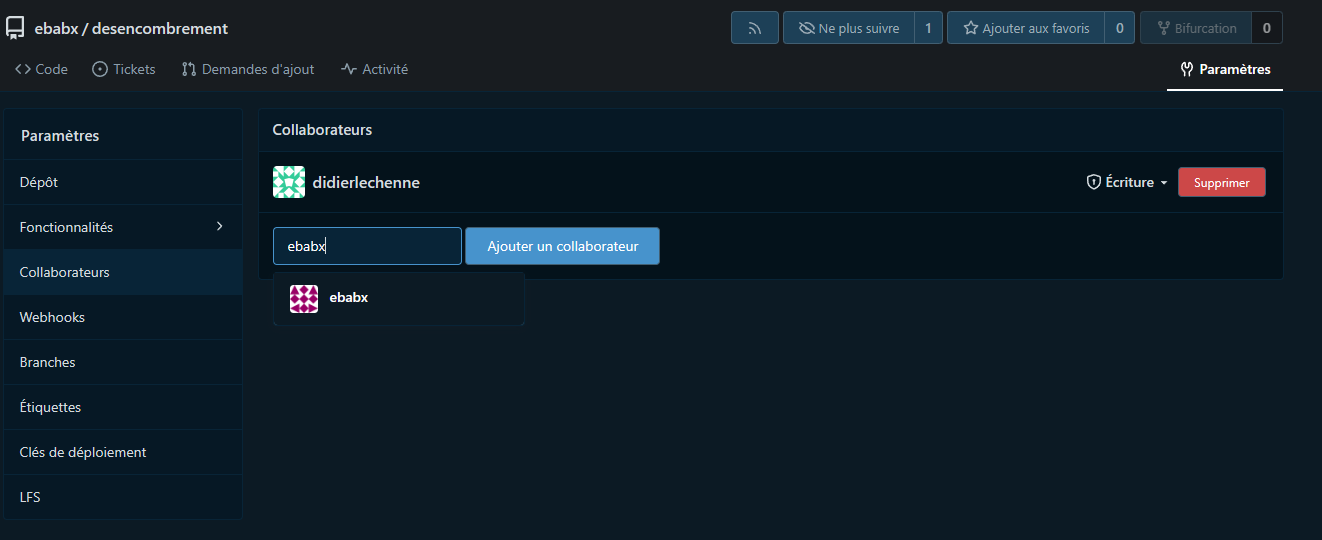 ebabx / desencombrement
Ne plus suivre 1
Ajouter aux favoris 0
Bifurcation 0
Code
Tickets
Demandes d'ajout
Activité
Paramètres
Paramètres
Dépôt
Fonctionnalités
Collaborateurs
Webhooks
Branches
Étiquettes
Clés de déploiement
LFS
Collaborateurs
didierlechenne
Écriture
Supprimer
ebabx
Ajouter un collaborateur
ebabx